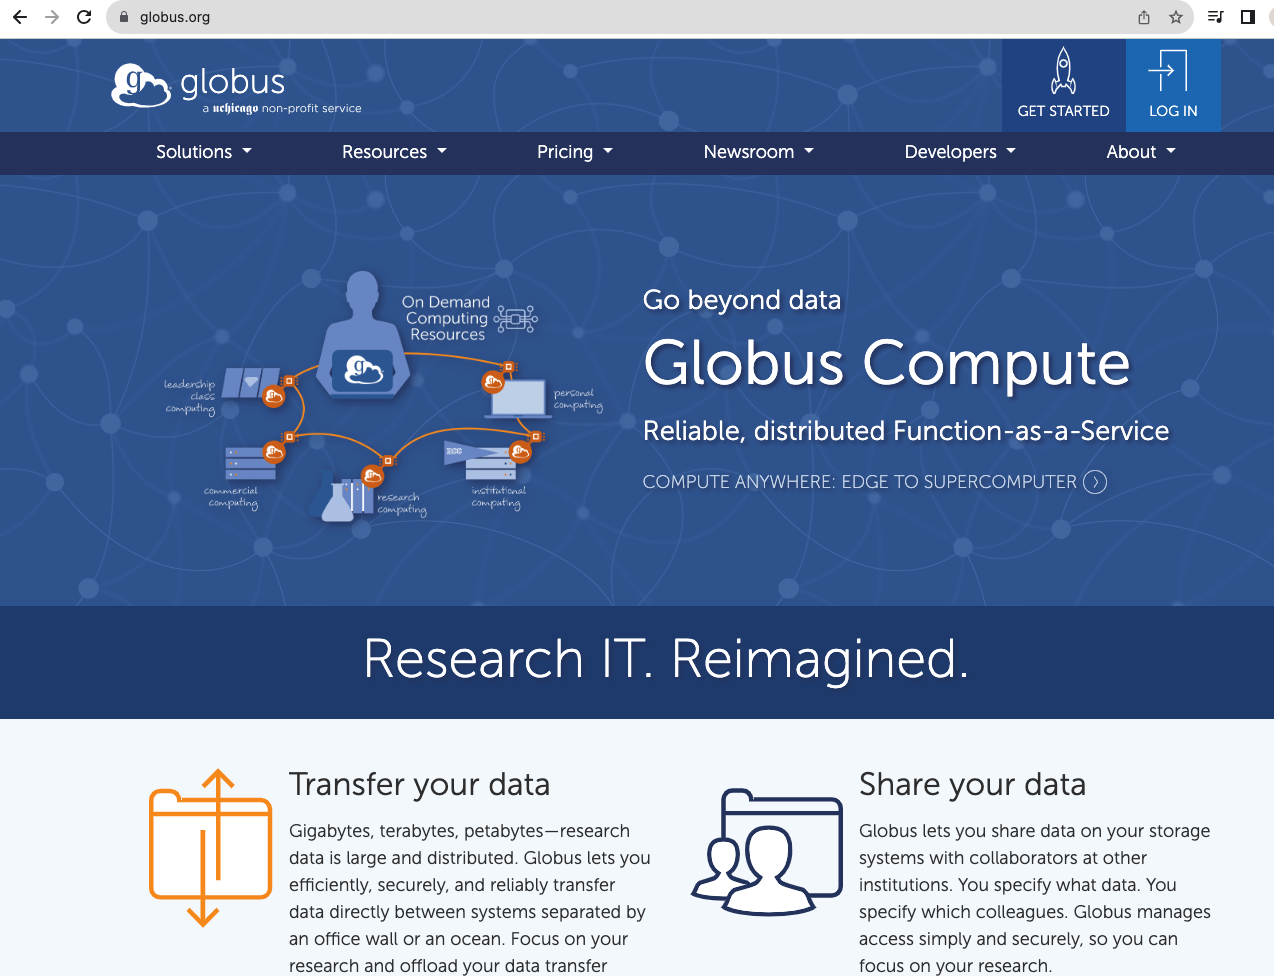 globus.org
globus
a uchicago non-profit service
GET STARTED
LOG IN
Solutions
Resources
Pricing
Newsroom
Developers
About
On Demand
Computing
Resources
leadership
class
computing
personal
computing
commercial
computing
research
computing
institutional
computing
Go beyond data
Globus Compute
Reliable, distributed Function-as-a-Service
COMPUTE ANYWHERE: EDGE TO SUPERCOMPUTER
Research IT. Reimagined.
Transfer your data
Gigabytes, terabytes, petabytes—research
data is large and distributed. Globus lets you
efficiently, securely, and reliably transfer
data directly between systems separated by
an office wall or an ocean. Focus on your
research and offload your data transfer
Share your data
Globus lets you share data on your storage
systems with collaborators at other
institutions. You specify what data. You
specify which colleagues. Globus manages
access simply and securely, so you can
focus on your research.